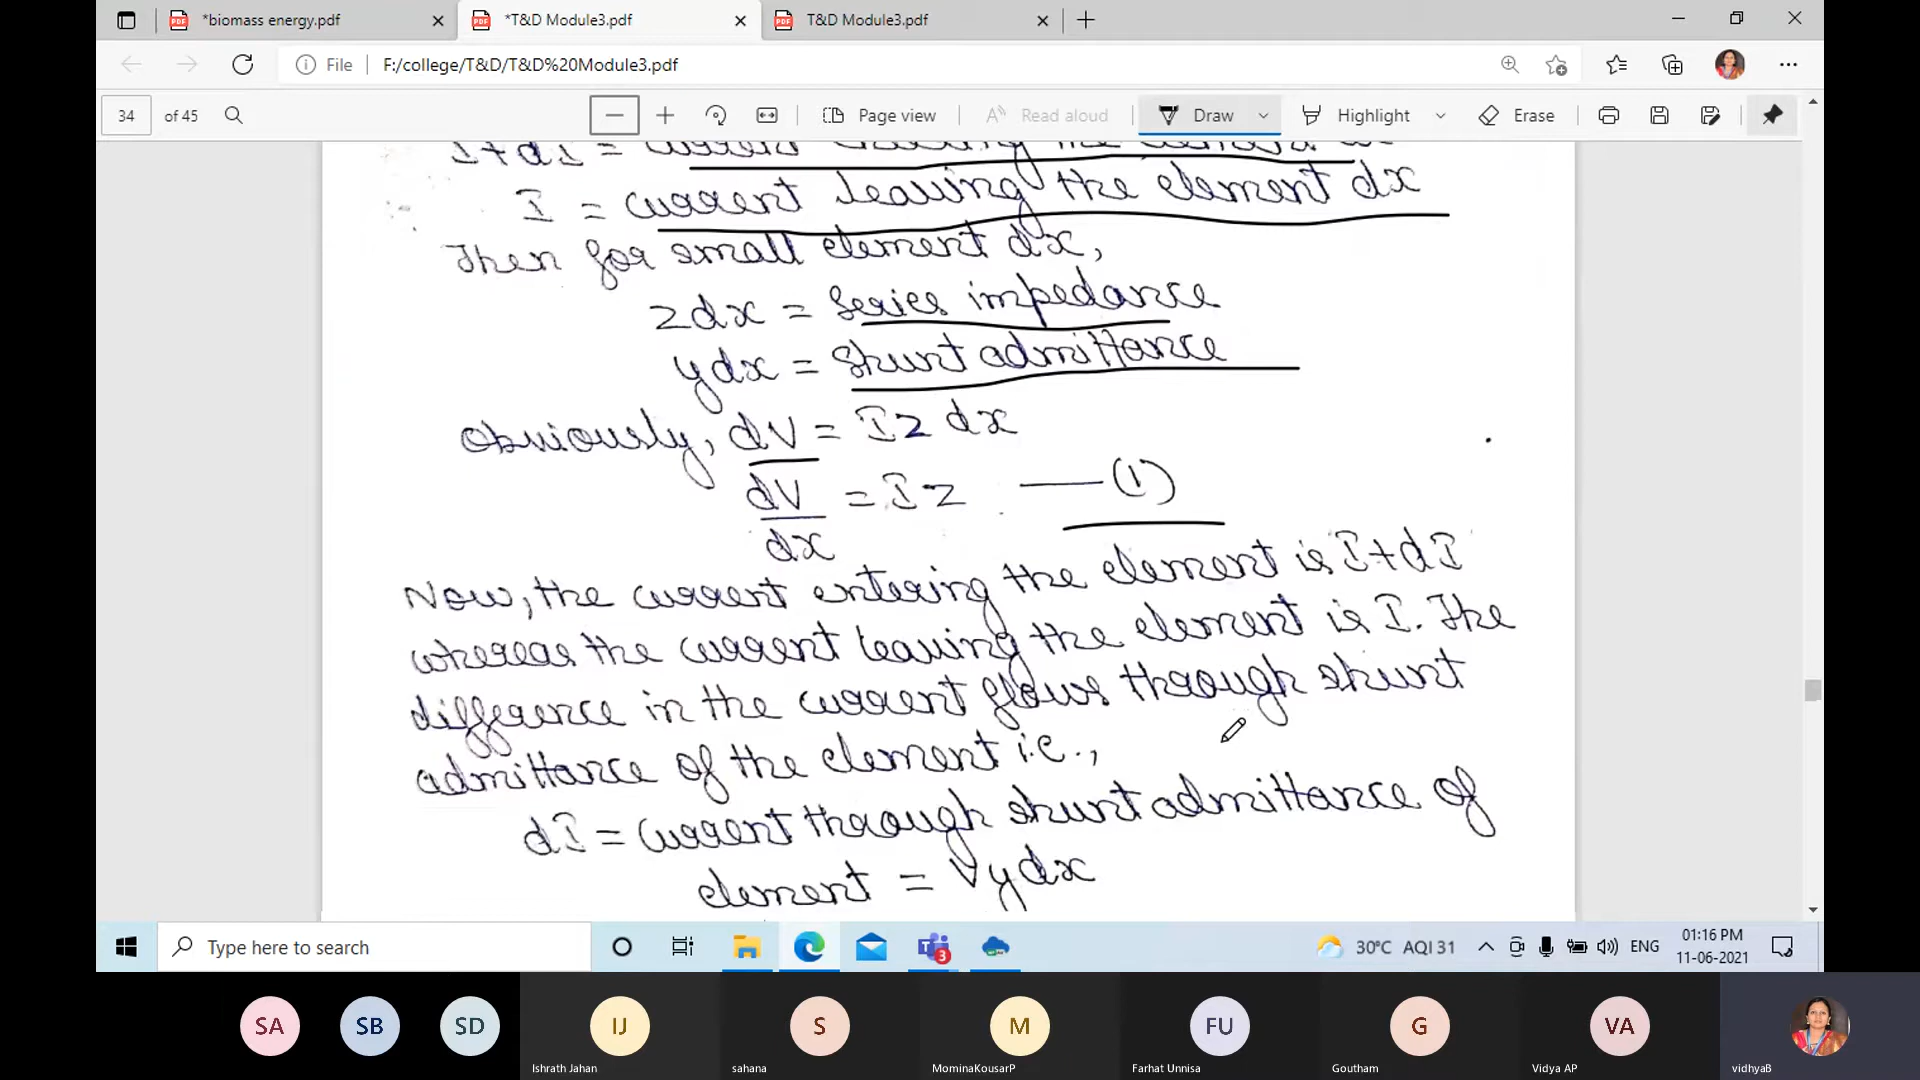 *biomass energy.pdf
*T&D Module3.pdf
T&D Module3.pdf
File F:/college/T&D/T&D%20Module3.pdf
34 of 45
Page view
Read aloud
Draw
Highlight
Erase
I+dI = current the element
I = current leaving the element dx
Then for small element dx,
zdx = series impedance
ydx = shunt admittance
obviously, dV = Iz dx
dV/dx = Iz —(1)
Now, the current entering the element is I+dI
whereas the current leaving the element is I. The
difference in the current flows through shunt
admittance of the element i.e.,
dI = current through shunt admittance of
element = Vydx
Type here to search
3
30°C AQI 31
ENG
01:16 PM
11-06-2021
SA
SB
SD
IJ
S
M
FU
G
VA
Ishrath Jahan
sahana
MominaKousarP
Farhat Unnisa
Goutham
Vidya AP
vidhyaB